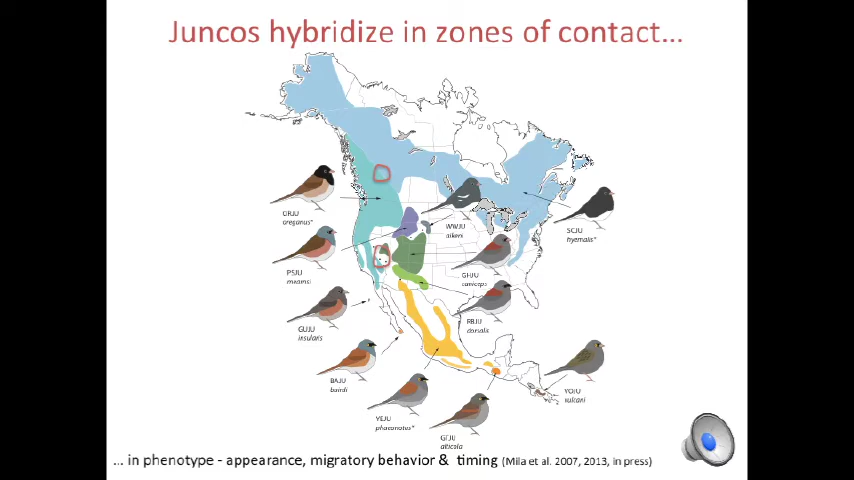 Juncos hybridize in zones of contact...
ORJU
oreganus*
WWJU
aikeni
SCJU
hyemalis*
PSJU
mearnsi
GHJU
caniceps
GUJU
insularis
RBJU
dorsalis
BAJU
bairdi
VOJU
vulcani
YEJU
phaeonotus*
GTJU
alticola
... in phenotype - appearance, migratory behavior & timing (Mila et al. 2007, 2013, in press)